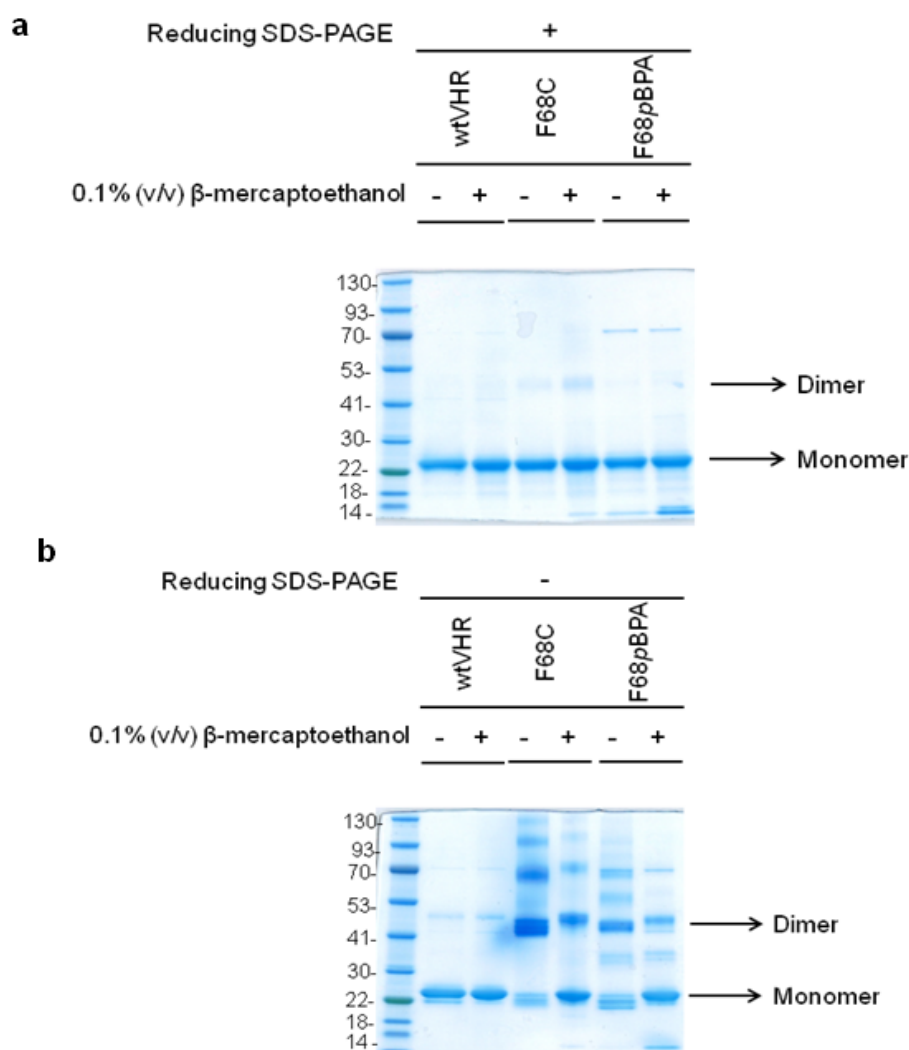 a
Reducing SDS-PAGE +
wtVHR F68C F68pBPA
0.1% (v/v) β-mercaptoethanol - + - + - +
130-
93-
70-
53-
41-
30-
22-
18-
14 -
Dimer
Monomer
b
Reducing SDS-PAGE -
wtVHR F68C F68pBPA
0.1% (v/v) β-mercaptoethanol - + - + - +
130-
93-
70-
53-
41-
30-
22-
18-
14 -
Dimer
Monomer